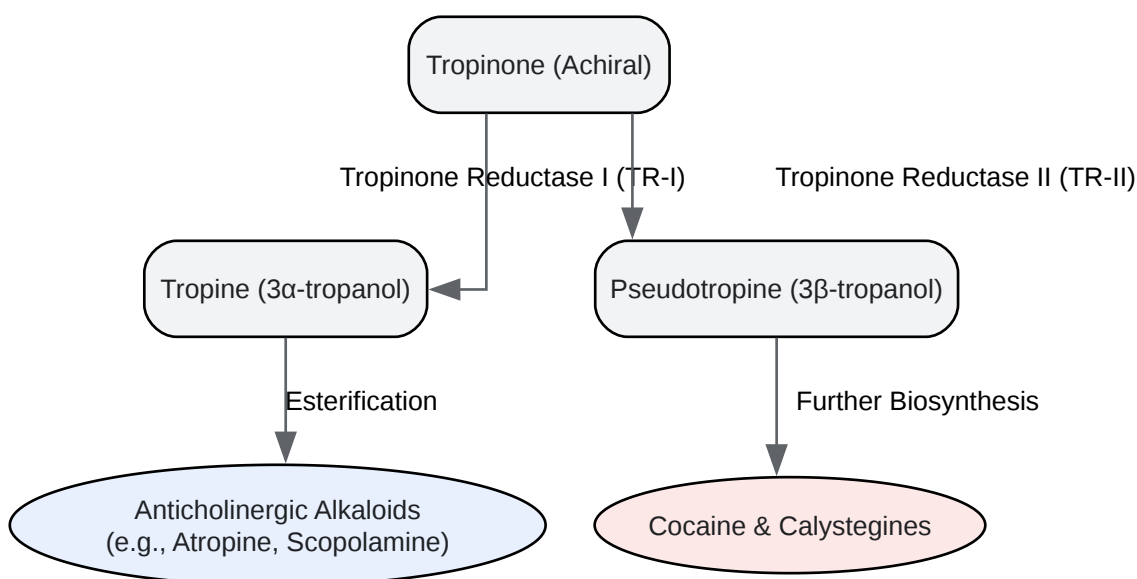 Tropinone (Achiral)
Tropinone Reductase I (TR-I)
Tropinone Reductase II (TR-II)
Tropine (3α-tropanol)
Pseudotropine (3β-tropanol)
Esterification
Further Biosynthesis
Anticholinergic Alkaloids
(e.g., Atropine, Scopolamine)
Cocaine & Calystegines